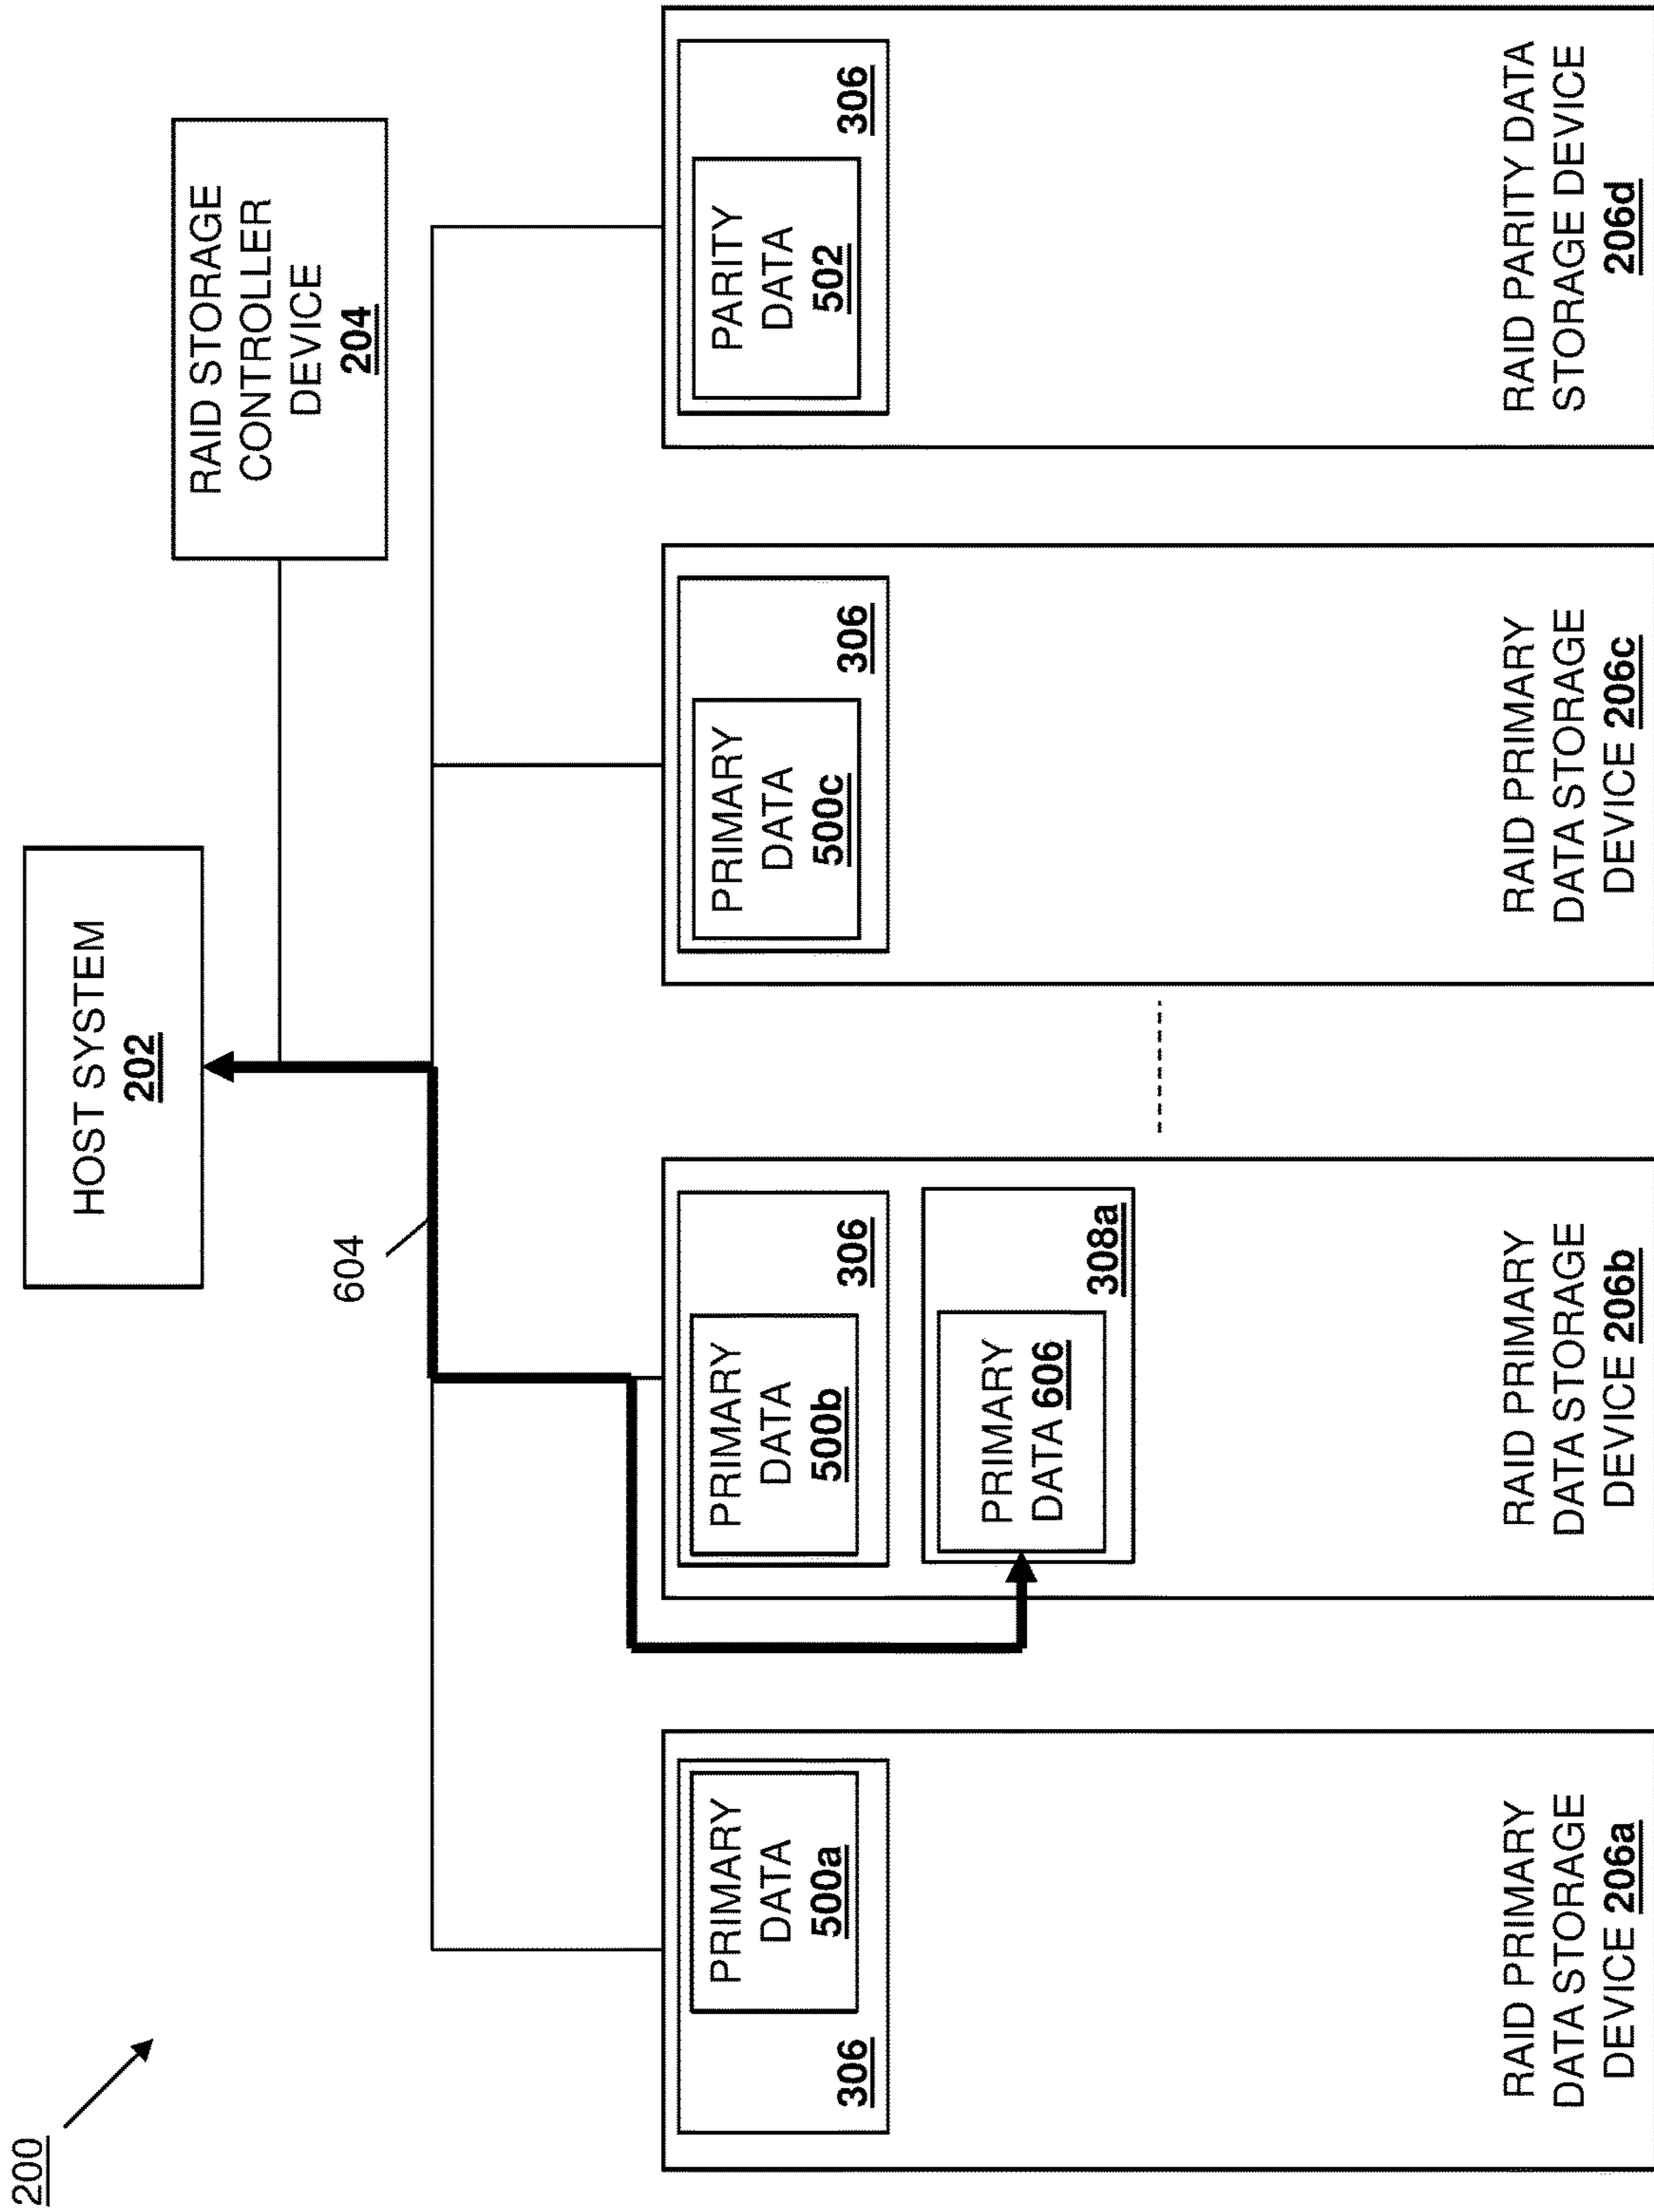 200
HOST SYSTEM
202
RAID STORAGE
CONTROLLER
DEVICE
204
604
PRIMARY
DATA
500a
306
RAID PRIMARY
DATA STORAGE
DEVICE 206a
PRIMARY
DATA
500b
306
PRIMARY
DATA 606
308a
RAID PRIMARY
DATA STORAGE
DEVICE 206b
PRIMARY
DATA
500c
306
RAID PRIMARY
DATA STORAGE
DEVICE 206c
PARITY
DATA
502
306
RAID PARITY DATA
STORAGE DEVICE
206d